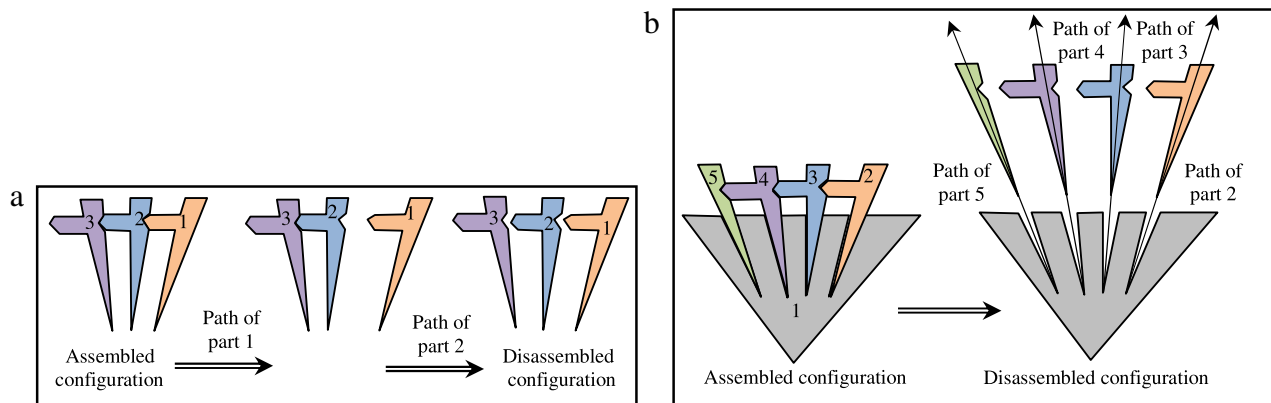 a
3
2
1
3
2
1
3
2
1
Path of
part 1
Path of
part 2
Assembled
configuration
Disassembled
configuration
b
Path of
part 4
Path of
part 3
Path of
part 5
Path of
part 2
5
4
3
2
1
Assembled configuration
Disassembled configuration